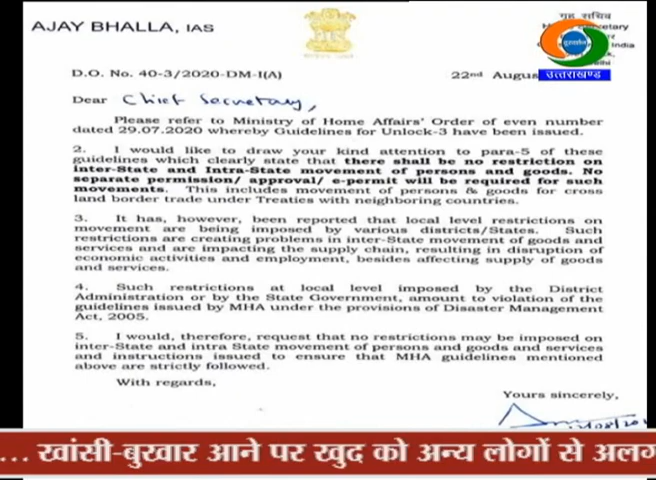 AJAY BHALLA, IAS
गृह सचिव
India
उत्तराखण्ड
D.O. No. 40-3/2020-DM-I(A)
22nd Augus
Dear Chief Secretary,
Please refer to Ministry of Home Affairs' Order of even number
dated 29.07.2020 whereby Guidelines for Unlock-3 have been issued.
2. I would like to draw your kind attention to para-5 of these
guidelines which clearly state that there shall be no restriction on
inter-State and Intra-State movement of persons and goods. No
separate permission/ approval/ e-permit will be required for such
movements. This includes movement of persons & goods for cross
land border trade under Treaties with neighboring countries.
3. It has, however, been reported that local level restrictions on
movement are being imposed by various districts/States. Such
restrictions are creating problems in inter-State movement of goods and
services and are impacting the supply chain, resulting in disruption of
economic activities and employment, besides affecting supply of goods
and services.
4. Such restrictions at local level imposed by the District
Administration or by the State Government, amount to violation of the
guidelines issued by MHA under the provisions of Disaster Management
Act, 2005.
5. I would, therefore, request that no restrictions may be imposed on
inter-State and intra State movement of persons and goods and services
and instructions issued to ensure that MHA guidelines mentioned
above are strictly followed.
With regards,
Yours sincerely,
... खांसी-बुखार आने पर खुद को अन्य लोगों से अलग